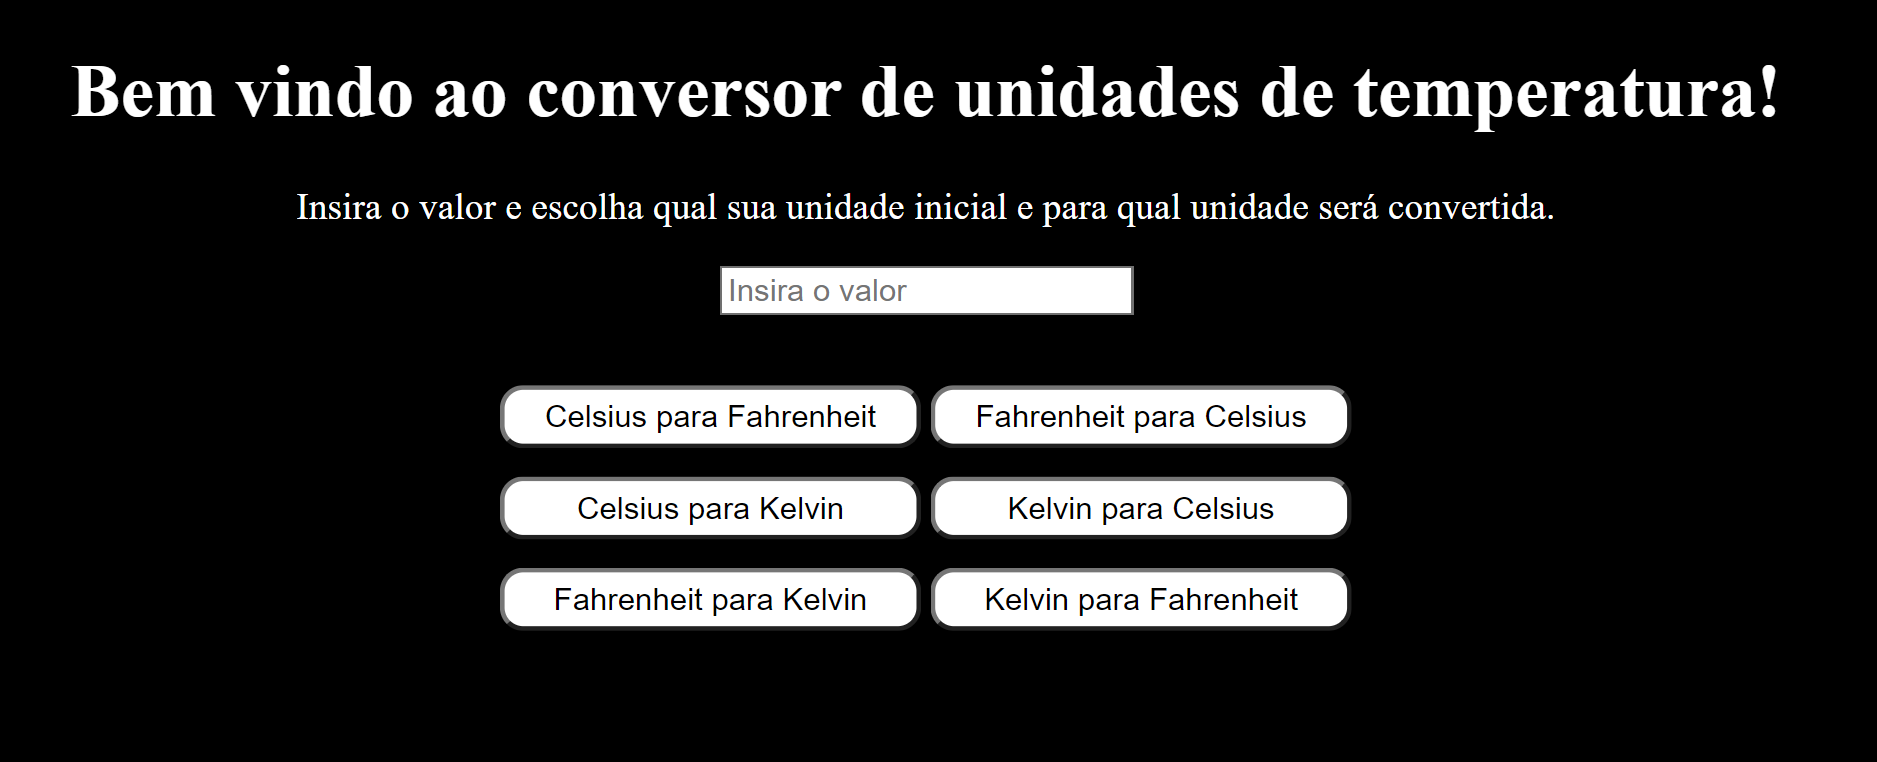 Bem vindo ao conversor de unidades de temperatura!
Insira o valor e escolha qual sua unidade inicial e para qual unidade será convertida.
Insira o valor
Celsius para Fahrenheit
Fahrenheit para Celsius
Celsius para Kelvin
Kelvin para Celsius
Fahrenheit para Kelvin
Kelvin para Fahrenheit